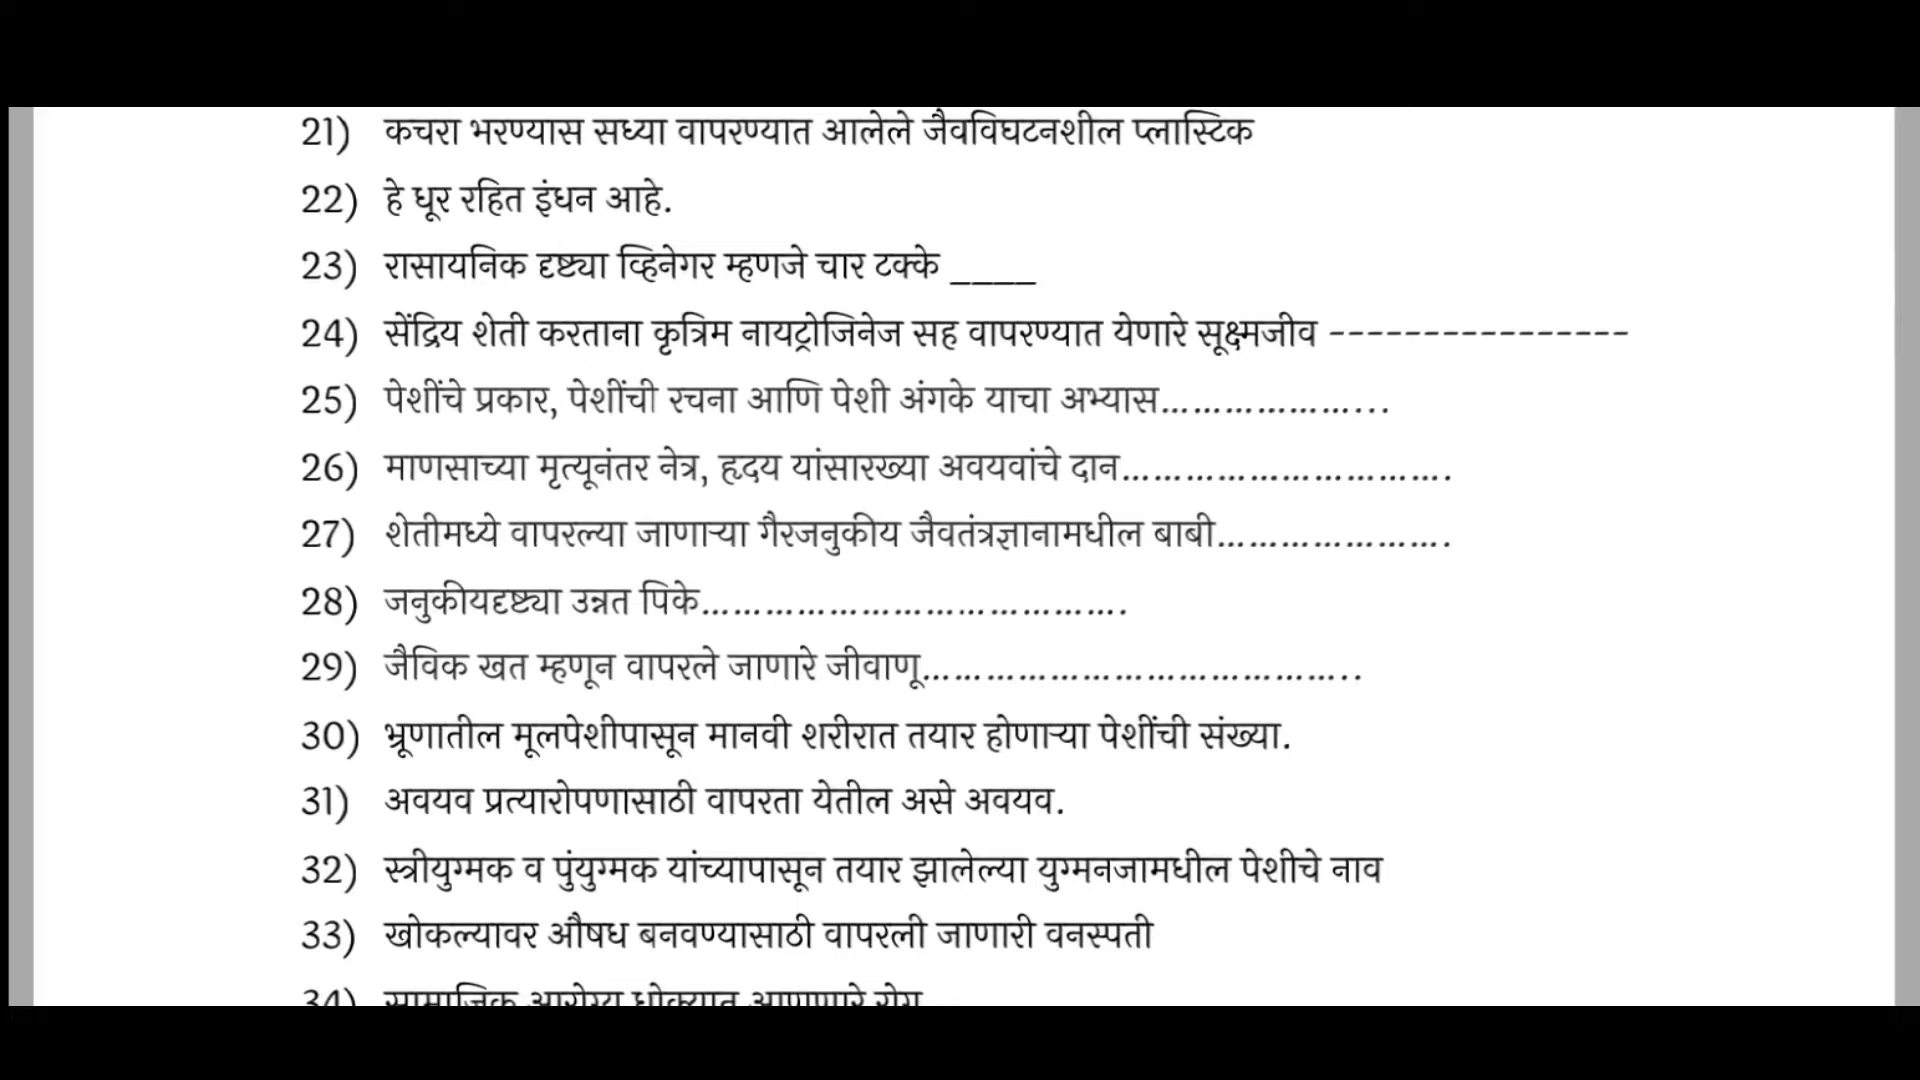 21) कचरा भरण्यास सध्या वापरण्यात आलेले जैवविघटनशील प्लास्टिक
22) हे धूर रहित इंधन आहे.
23) रासायनिक दृष्ट्या व्हिनेगर म्हणजे चार टक्के ____
24) सेंद्रिय शेती करताना कृत्रिम नायट्रोजिनेज सह वापरण्यात येणारे सूक्ष्मजीव ----------------
25) पेशींचे प्रकार, पेशींची रचना आणि पेशी अंगके याचा अभ्यास…………………..
26) माणसाच्या मृत्यूनंतर नेत्र, हृदय यांसारख्या अवयवांचे दान………………………….
27) शेतीमध्ये वापरल्या जाणाऱ्या गैरजनुकीय जैवतंत्रज्ञानामधील बाबी………………….
28) जनुकीयदृष्ट्या उन्नत पिके………………………………….
29) जैविक खत म्हणून वापरले जाणारे जीवाणू…………………………………..
30) भ्रूणातील मूलपेशीपासून मानवी शरीरात तयार होणाऱ्या पेशींची संख्या.
31) अवयव प्रत्यारोपणासाठी वापरता येतील असे अवयव.
32) स्त्रीयुग्मक व पुंयुग्मक यांच्यापासून तयार झालेल्या युग्मनजामधील पेशीचे नाव
33) खोकल्यावर औषध बनवण्यासाठी वापरली जाणारी वनस्पती
34) सामाजिक आरोग्य धोक्यात आणणारे रोग